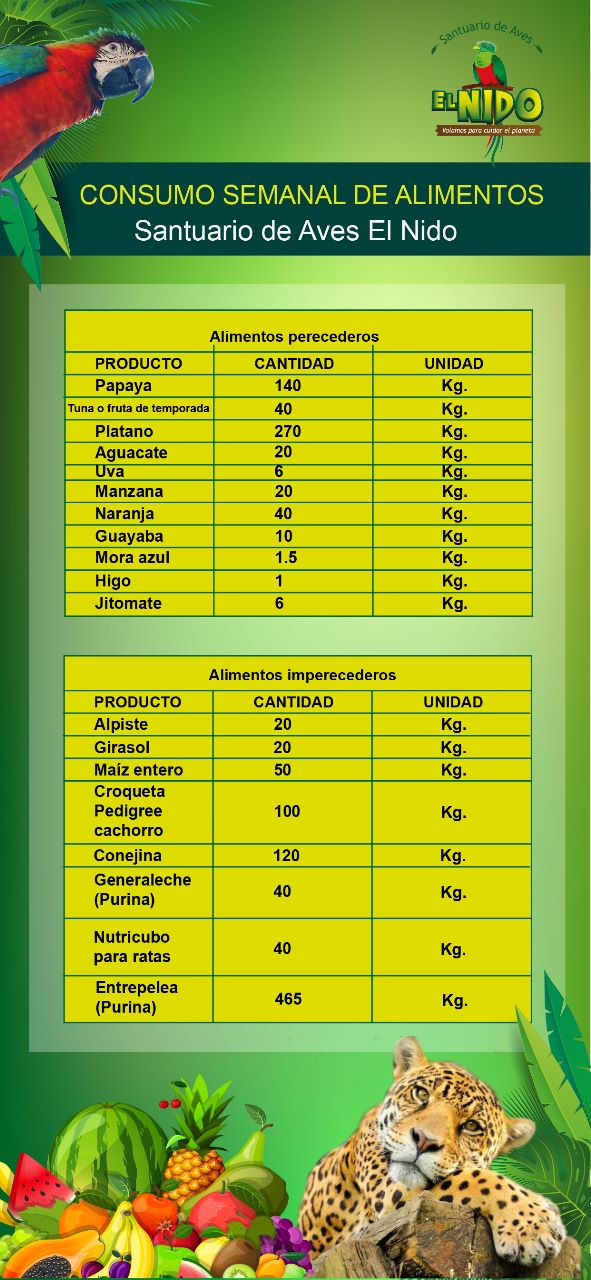 Santuario de Aves
EL NIDO
Volamos para cuidar el planeta
CONSUMO SEMANAL DE ALIMENTOS
Santuario de Aves El Nido
Alimentos perecederos
PRODUCTO CANTIDAD UNIDAD
Papaya 140 Kg.
Tuna o fruta de temporada 40 Kg.
Platano 270 Kg.
Aguacate 20 Kg.
Uva 6 Kg.
Manzana 20 Kg.
Naranja 40 Kg.
Guayaba 10 Kg.
Mora azul 1.5 Kg.
Higo 1 Kg.
Jitomate 6 Kg.
Alimentos imperecederos
PRODUCTO CANTIDAD UNIDAD
Alpiste 20 Kg.
Girasol 20 Kg.
Maíz entero 50 Kg.
Croqueta
Pedigree 100 Kg.
cachorro
Conejina 120 Kg.
Generaleche
(Purina) 40 Kg.
Nutricubo
para ratas 40 Kg.
Entrepelea
(Purina) 465 Kg.